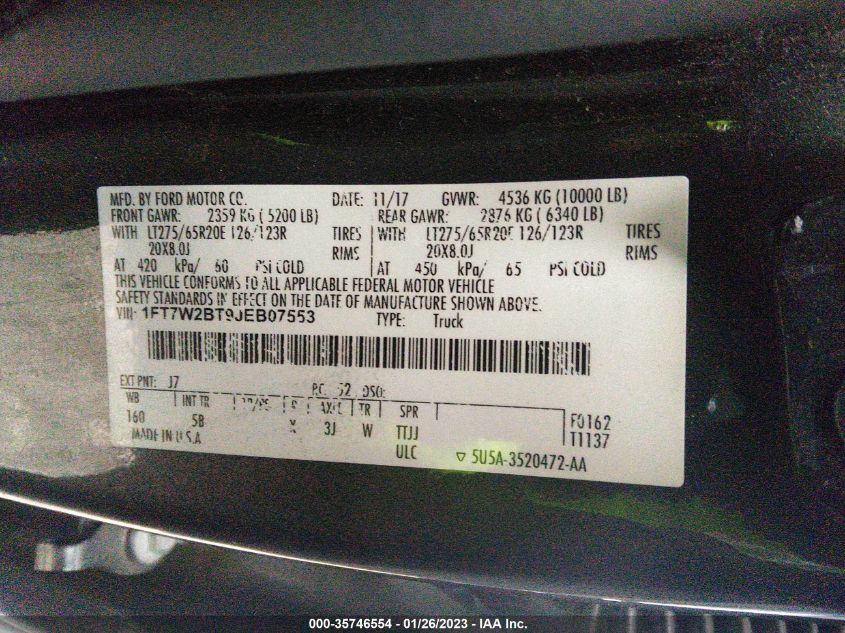 MFD. BY FORD MOTOR CO. DATE: 11/17 GVWR: 4536 KG (10000 LB)
FRONT GAWR: 2359 KG ( 5200 LB) REAR GAWR: 2876 KG ( 6340 LB)
WITH LT275/65R20E 126/123R TIRES WITH LT275/65R20E 126/123R TIRES
20X8.0J RIMS 20X8.0J RIMS
AT 420 kPa/ 60 PSI COLD AT 450 kPa/ 65 PSI COLD
THIS VEHICLE CONFORMS TO ALL APPLICABLE FEDERAL MOTOR VEHICLE
SAFETY STANDARDS IN EFFECT ON THE DATE OF MANUFACTURE SHOWN ABOVE.
VIN: 1FT7W2BT9JEB07553 TYPE: Truck
EXT PNT: J7 RC: 52 DSO:
WB INT TR R AXLE TR SPR F0162
160 SB X 3J W TTJJ T1137
MADE IN U.S.A ULC ▽ 5U5A-3520472-AA
000-35746554 - 01/26/2023 - IAA Inc.